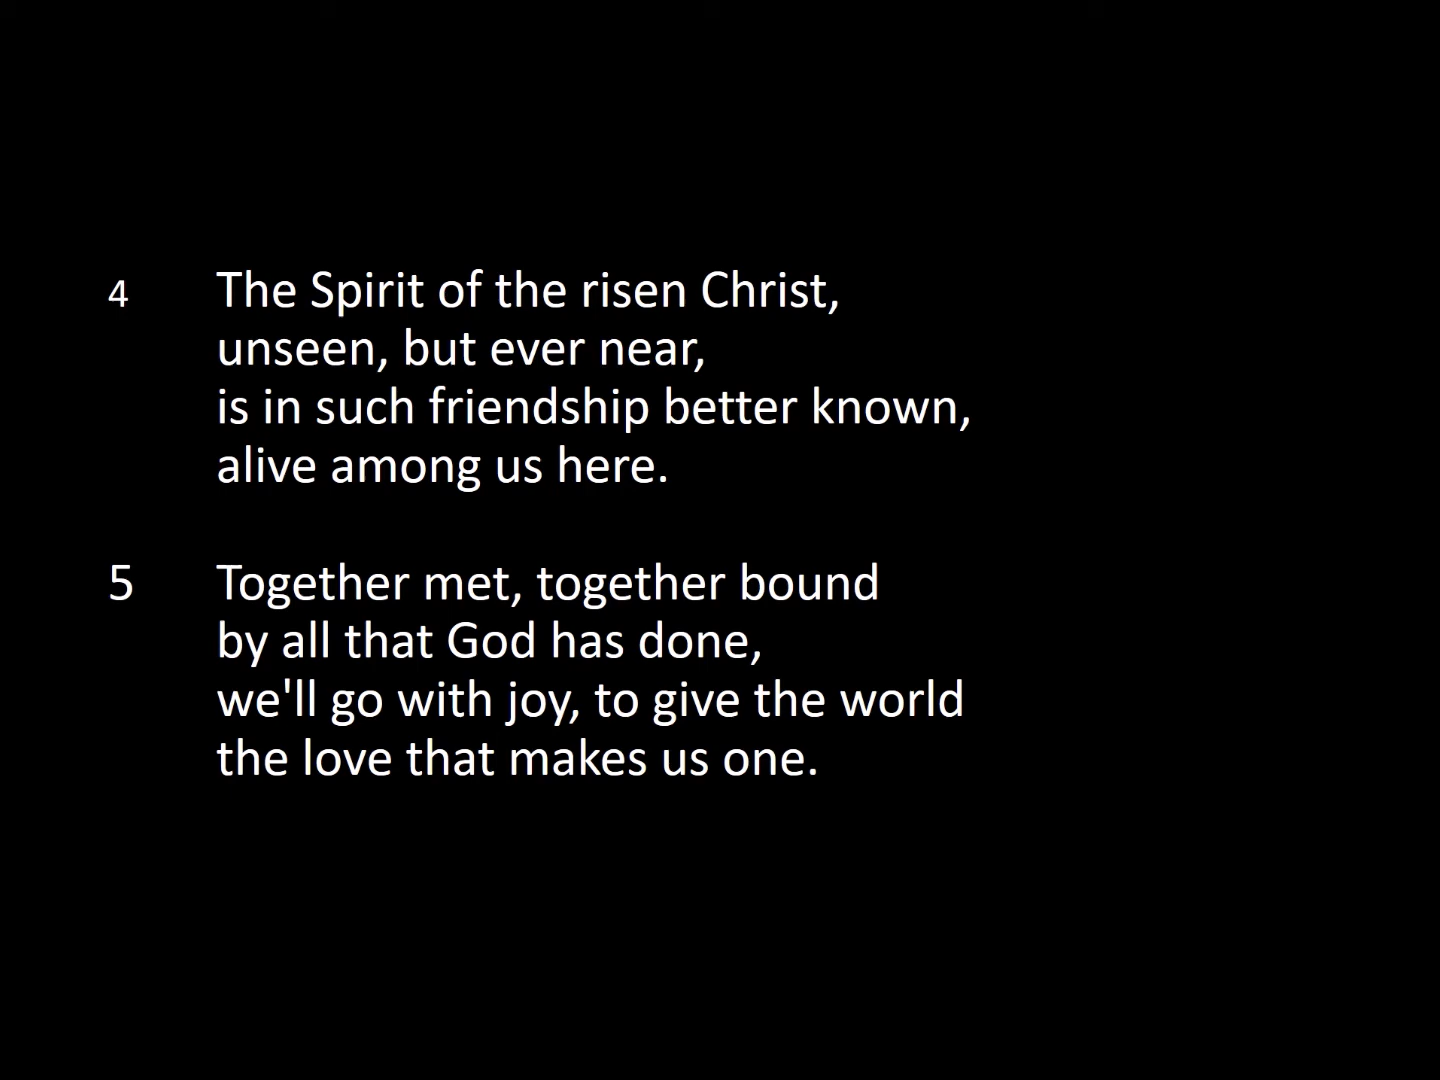 4 The Spirit of the risen Christ,
unseen, but ever near,
is in such friendship better known,
alive among us here.
5 Together met, together bound
by all that God has done,
we'll go with joy, to give the world
the love that makes us one.